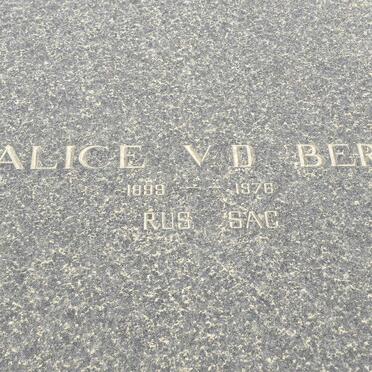 ALICE V D BER
1899 - - 1976
RUS SAG